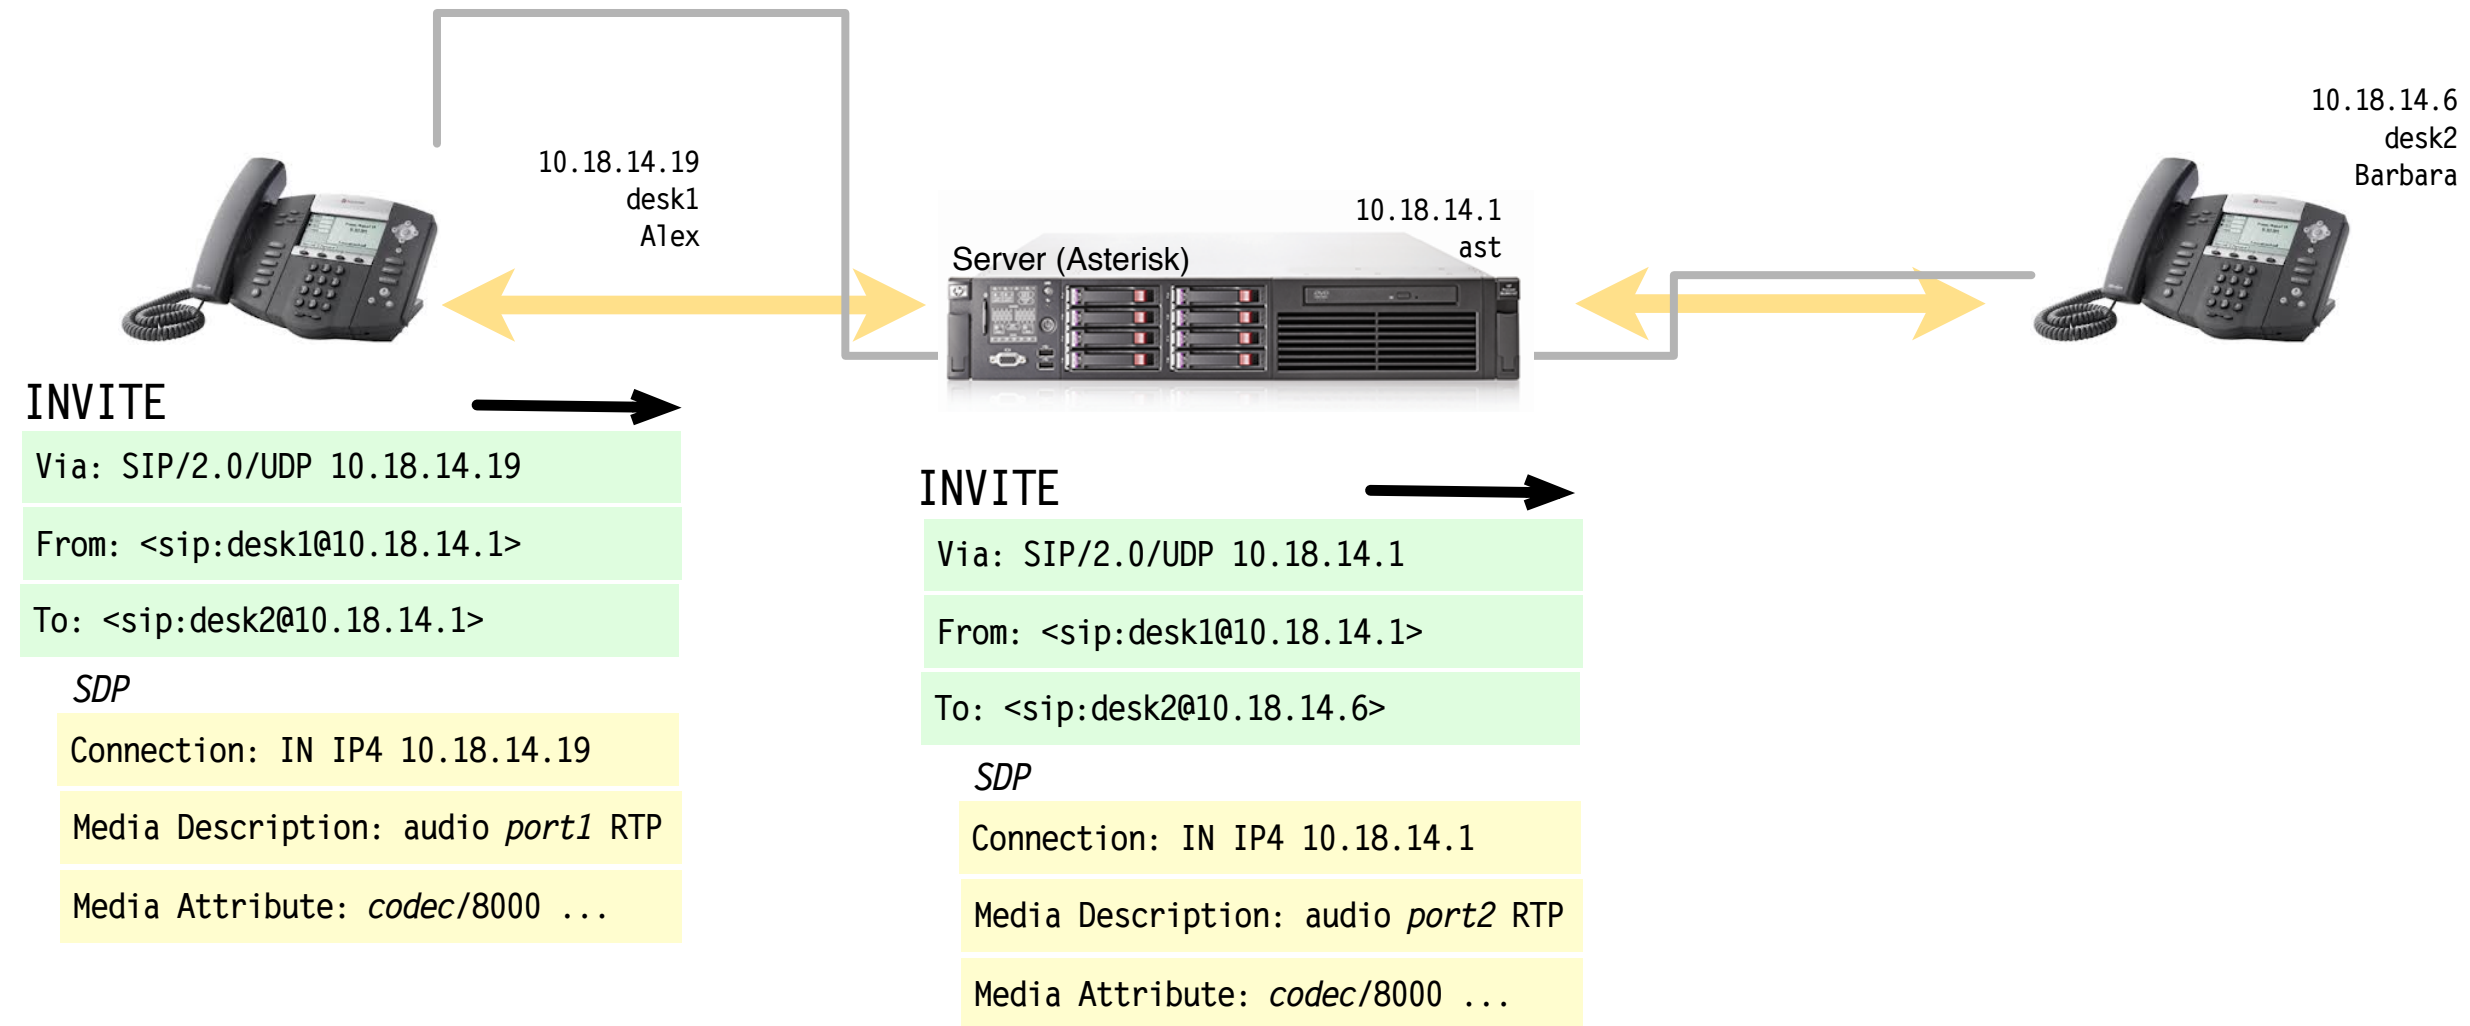 10.18.14.19
desk1
Alex
Server (Asterisk)
10.18.14.1
ast
10.18.14.6
desk2
Barbara
INVITE
Via: SIP/2.0/UDP 10.18.14.19
From: <sip:desk1@10.18.14.1>
To: <sip:desk2@10.18.14.1>
SDP
Connection: IN IP4 10.18.14.19
Media Description: audio port1 RTP
Media Attribute: codec/8000 ...
INVITE
Via: SIP/2.0/UDP 10.18.14.1
From: <sip:desk1@10.18.14.1>
To: <sip:desk2@10.18.14.6>
SDP
Connection: IN IP4 10.18.14.1
Media Description: audio port2 RTP
Media Attribute: codec/8000 ...